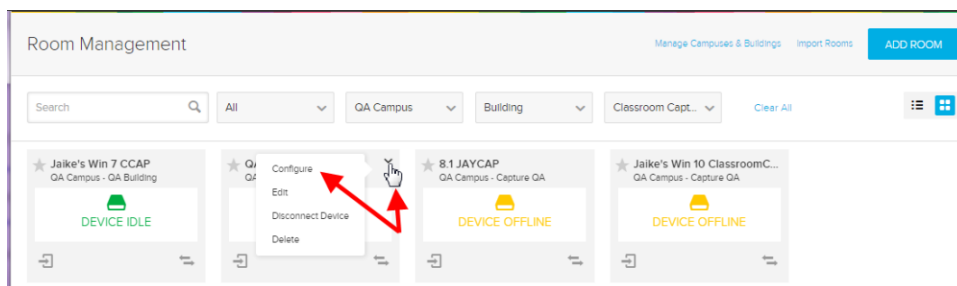 Room Management
Manage Campuses & Buildings
Import Rooms
ADD ROOM
Search
All
QA Campus
Building
Classroom Capt...
Clear All
Jaike's Win 7 CCAP
QA Campus - QA Building
DEVICE IDLE
QA
QA
Configure
Edit
Disconnect Device
Delete
8.1 JAYCAP
QA Campus - Capture QA
DEVICE OFFLINE
Jaike's Win 10 ClassroomC...
QA Campus - Capture QA
DEVICE OFFLINE